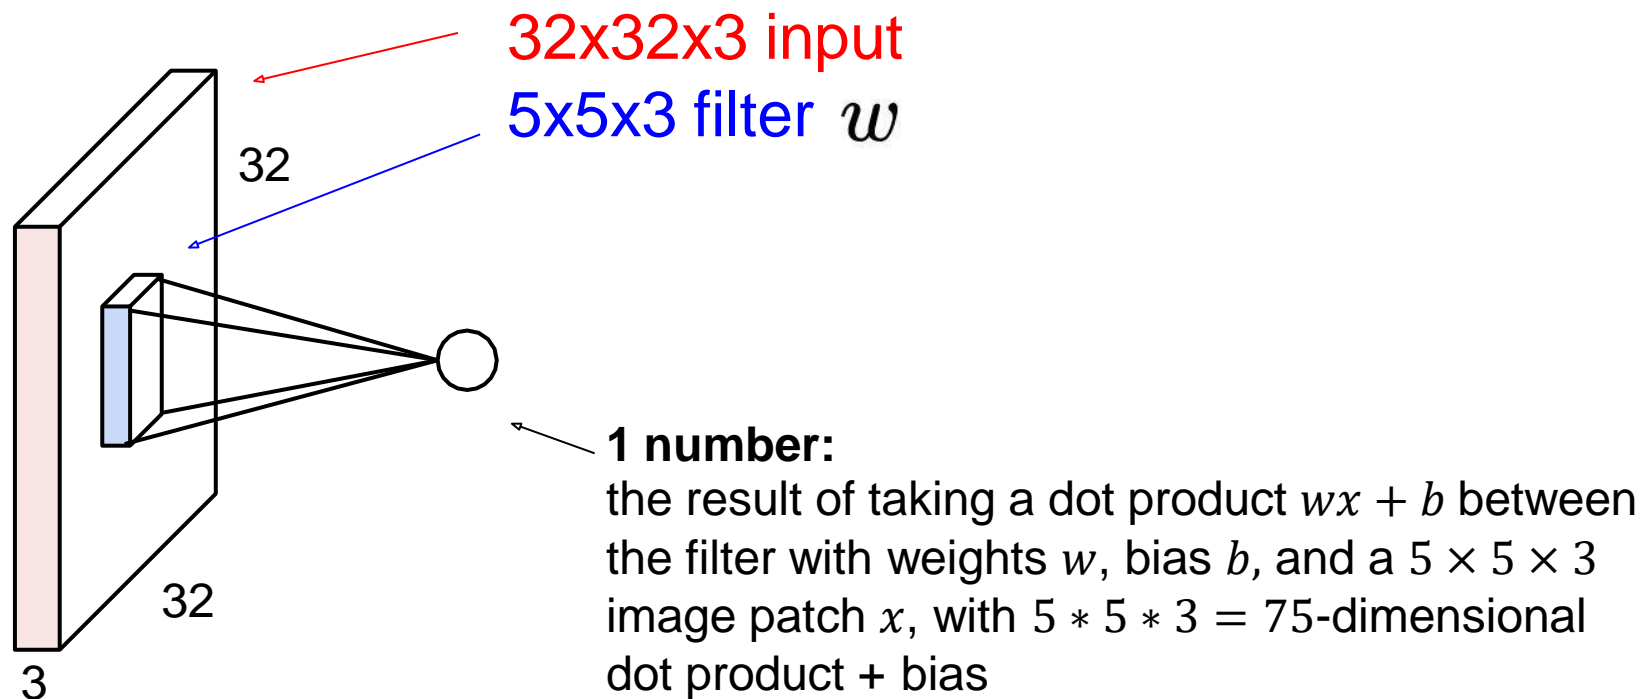 32x32x3 input
5x5x3 filter w
32
32
3
1 number:
the result of taking a dot product wx + b between
the filter with weights w, bias b, and a 5 × 5 × 3
image patch x, with 5 ∗ 5 ∗ 3 = 75-dimensional
dot product + bias